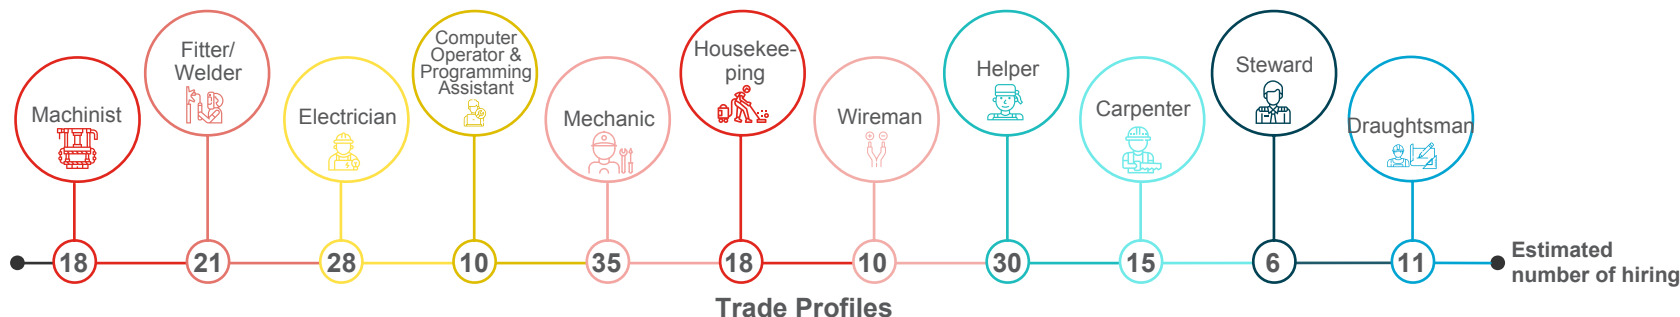 Machinist
Fitter/
Welder
Electrician
Computer
Operator &
Programming
Assistant
Mechanic
Housekee-
ping
Wireman
Helper
Carpenter
Steward
Draughtsman
18
21
28
10
35
18
10
30
15
6
11
Estimated
number of hiring
Trade Profiles